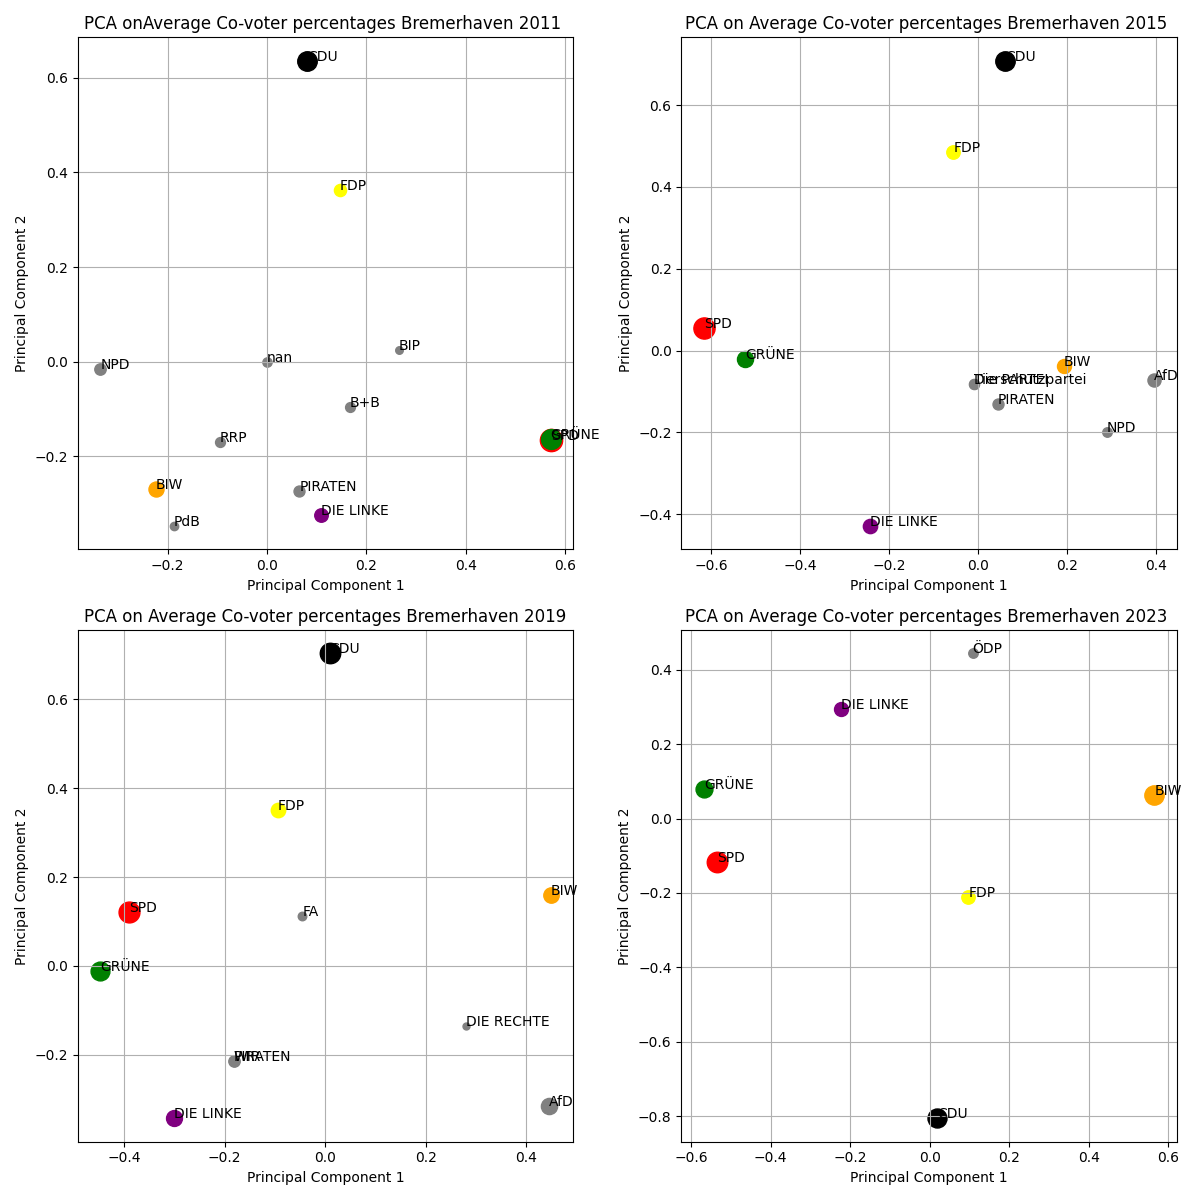 PCA onAverage Co-voter percentages Bremerhaven 2011
CDU
0.6
0.4
FDP
0.2
Principal Component 2
BIP
0.0
nan
NPD
B+B
RRP
GRÜNE
SPD
−0.2
BIW
PIRATEN
DIE LINKE
PdB
−0.2
0.0
0.2
0.4
0.6
Principal Component 1
PCA on Average Co-voter percentages Bremerhaven 2015
CDU
0.6
FDP
0.4
0.2
Principal Component 2
SPD
GRÜNE
0.0
BIW
AfD
Tierschutzpartei
Die PARTEI
PIRATEN
NPD
−0.2
−0.4
DIE LINKE
−0.6
−0.4
−0.2
0.0
0.2
0.4
Principal Component 1
PCA on Average Co-voter percentages Bremerhaven 2019
CDU
0.6
0.4
FDP
0.2
BIW
SPD
FA
Principal Component 2
0.0
GRÜNE
DIE RECHTE
−0.2
PIRATEN
DIE LINKE
AfD
−0.4
−0.2
0.0
0.2
0.4
Principal Component 1
PCA on Average Co-voter percentages Bremerhaven 2023
ÖDP
0.4
DIE LINKE
0.2
GRÜNE
BIW
0.0
SPD
Principal Component 2
FDP
−0.2
−0.4
−0.6
−0.8
CDU
−0.6
−0.4
−0.2
0.0
0.2
0.4
0.6
Principal Component 1